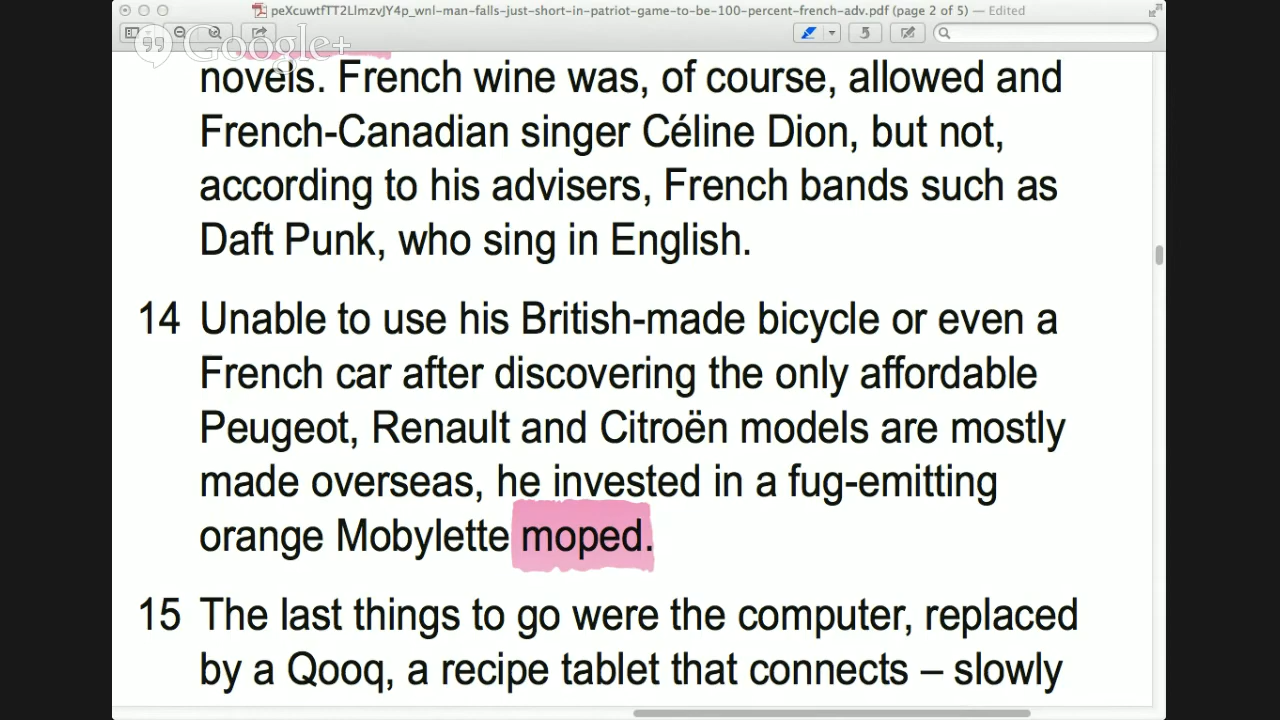 peXcuwtfTT2LlmzvJY4p_wnl-man-falls-just-short-in-patriot-game-to-be-100-percent-french-adv.pdf (page 2 of 5) — Edited
Google+
novels. French wine was, of course, allowed and
French-Canadian singer Céline Dion, but not,
according to his advisers, French bands such as
Daft Punk, who sing in English.
14 Unable to use his British-made bicycle or even a
French car after discovering the only affordable
Peugeot, Renault and Citroën models are mostly
made overseas, he invested in a fug-emitting
orange Mobylette moped.
15 The last things to go were the computer, replaced
by a Qooq, a recipe tablet that connects – slowly